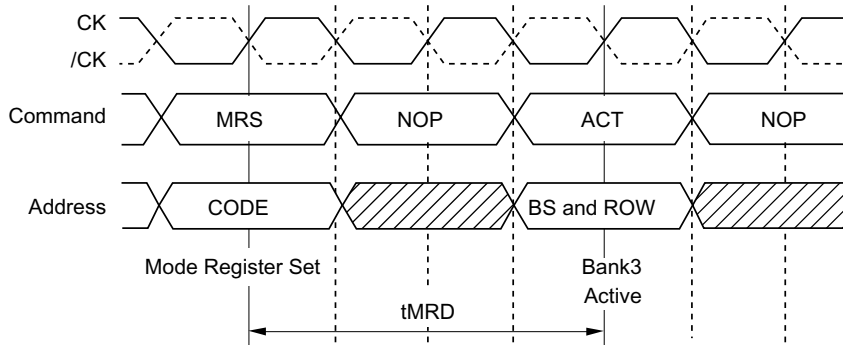 CK
/CK
Command MRS NOP ACT NOP
Address CODE BS and ROW
Mode Register Set Bank3
Active
tMRD